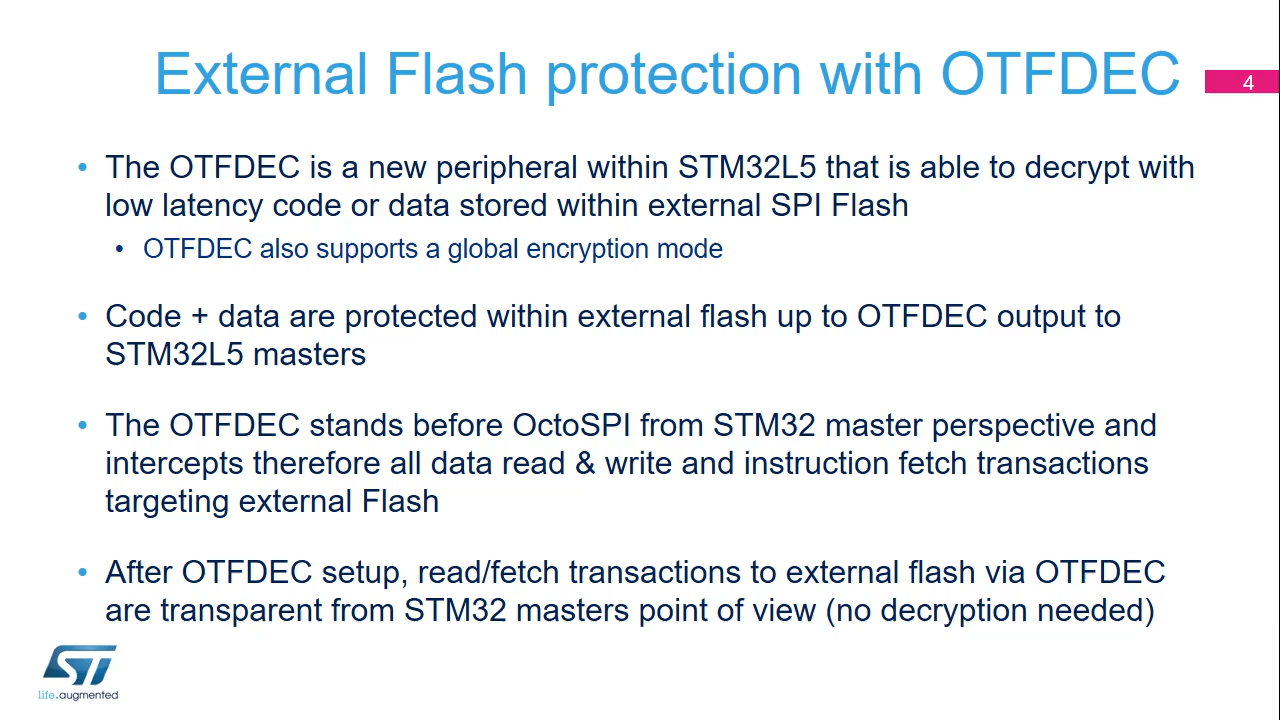 External Flash protection with OTFDEC
4
• The OTFDEC is a new peripheral within STM32L5 that is able to decrypt with
low latency code or data stored within external SPI Flash
• OTFDEC also supports a global encryption mode
• Code + data are protected within external flash up to OTFDEC output to
STM32L5 masters
• The OTFDEC stands before OctoSPI from STM32 master perspective and
intercepts therefore all data read & write and instruction fetch transactions
targeting external Flash
• After OTFDEC setup, read/fetch transactions to external flash via OTFDEC
are transparent from STM32 masters point of view (no decryption needed)
ST
life.augmented